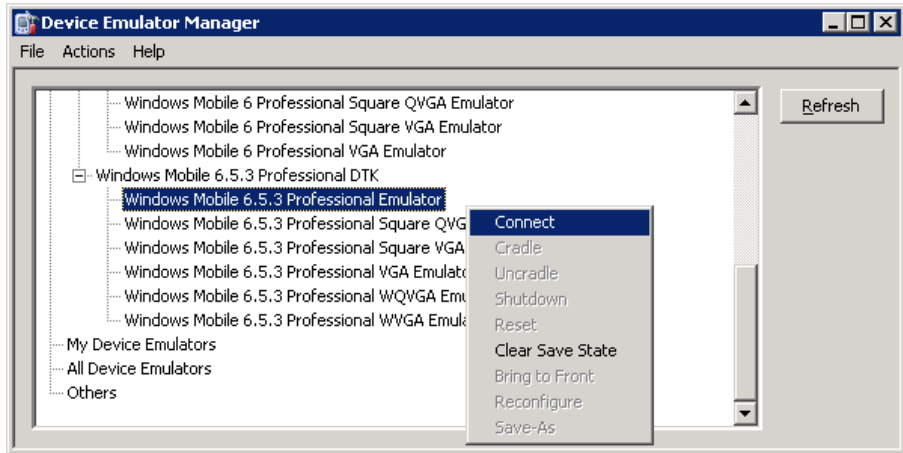 Device Emulator Manager
File Actions Help
Windows Mobile 6 Professional Square QVGA Emulator
Refresh
Windows Mobile 6 Professional Square VGA Emulator
Windows Mobile 6 Professional VGA Emulator
Windows Mobile 6.5.3 Professional DTK
Windows Mobile 6.5.3 Professional Emulator
Windows Mobile 6.5.3 Professional Square QVG
Windows Mobile 6.5.3 Professional Square VGA
Windows Mobile 6.5.3 Professional VGA Emulat
Windows Mobile 6.5.3 Professional WQVGA Emu
Windows Mobile 6.5.3 Professional WVGA Emula
My Device Emulators
All Device Emulators
Others
Connect
Cradle
Uncradle
Shutdown
Reset
Clear Save State
Bring to Front
Reconfigure
Save-As